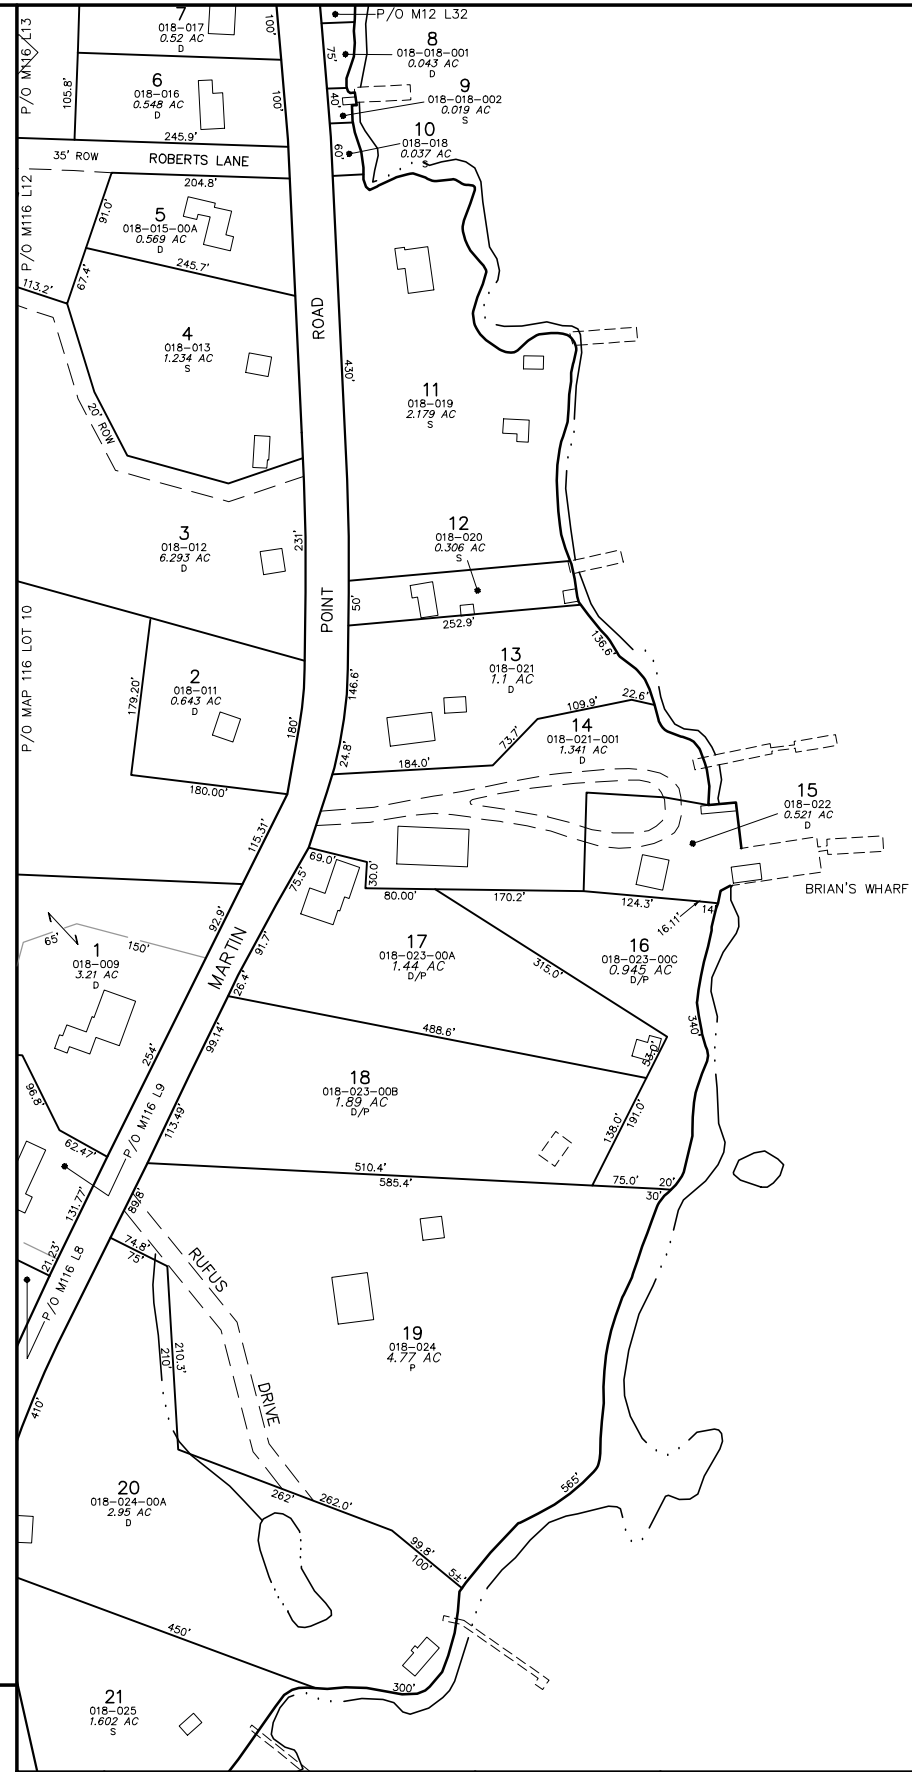 P/O M116 L13
7
018-017
0.52 AC
D
100'
P/O M12 L32
75'
8
018-018-001
0.043 AC
D
105.8'
6
018-016
0.548 AC
D
100'
40'
9
018-018-002
0.019 AC
S
245.9'
60'
10
018-018
0.037 AC
S
35' ROW
ROBERTS LANE
204.8'
P/O M116 L12
91.0'
5
018-015-00A
0.569 AC
D
67.4'
245.7'
113.2'
4
018-013
1.234 AC
S
ROAD
430'
11
018-019
2.179 AC
S
20' ROW
3
018-012
6.293 AC
D
231'
12
018-020
0.306 AC
S
POINT
50'
252.9'
136.6'
P/O MAP 116 LOT 10
179.20'
2
018-011
0.643 AC
D
180'
180.00'
146.6'
24.8'
13
018-021
1.1 AC
D
22.6'
109.9'
73.7'
184.0'
14
018-021-001
1.341 AC
D
15
018-022
0.521 AC
D
115.31'
69.0'
75.5'
30.0'
80.00'
170.2'
124.3'
16.11'
14'
BRIAN'S WHARF
92.9'
65'
150'
1
018-009
3.21 AC
D
MARTIN
91.7'
26.4'
17
018-023-00A
1.44 AC
D/P
315.0'
16
018-023-00C
0.945 AC
D/P
340'
99.14'
488.6'
53.0'
254'
96.8'
62.47'
P/O M116 L9
113.49'
18
018-023-00B
1.89 AC
D/P
138.0'
191.0'
510.4'
585.4'
75.0'
20'
30'
131.77'
89.8'
21.23'
P/O M116 L8
74.8'
75'
RUFUS
DRIVE
210'
210.3'
19
018-024
4.77 AC
P
410'
20
018-024-00A
2.95 AC
D
262'
262.0'
565'
99.8'
100'
5±'
450'
300'
21
018-025
1.602 AC
S